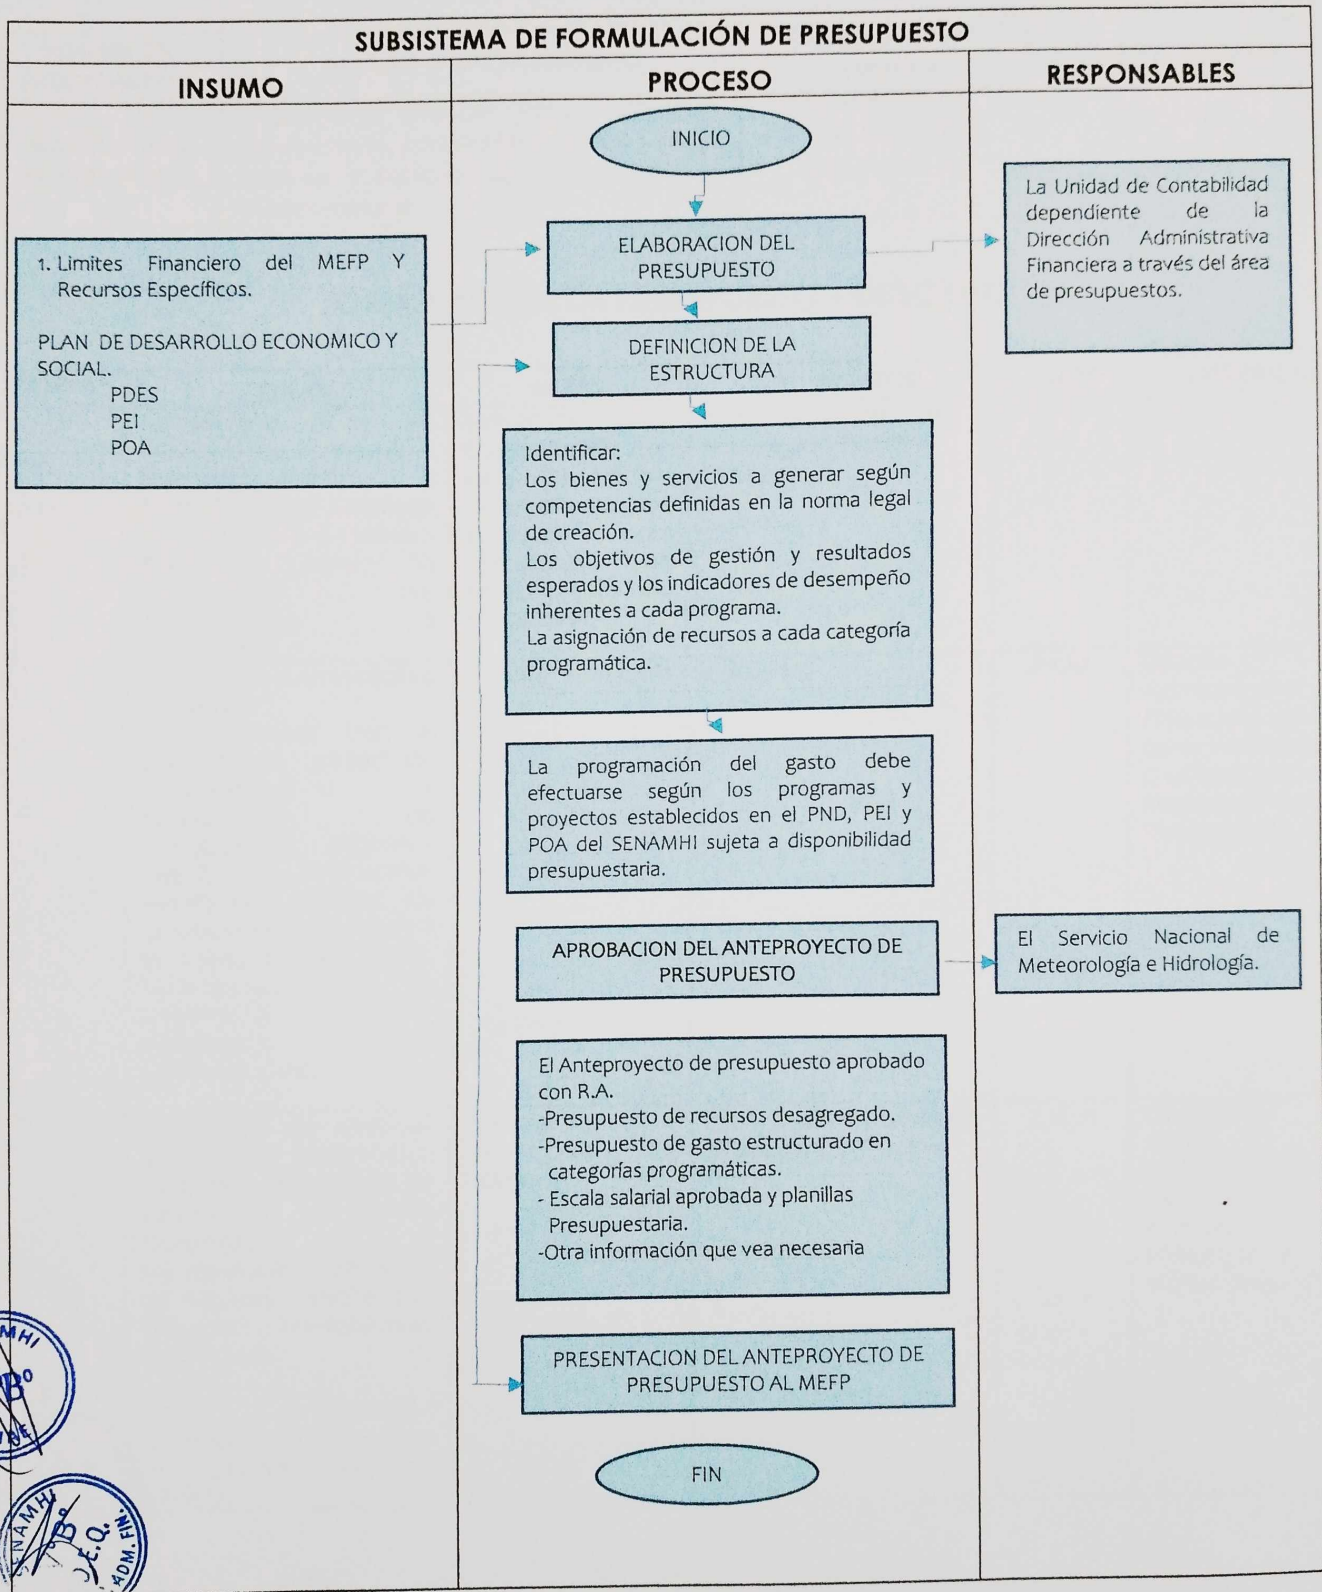 SUBSISTEMA DE FORMULACIÓN DE PRESUPUESTO
INSUMO
PROCESO
RESPONSABLES
INICIO
1. Limites Financiero del MEFP Y
Recursos Específicos.
PLAN DE DESARROLLO ECONOMICO Y
SOCIAL.
PDES
PEI
POA
ELABORACION DEL
PRESUPUESTO
La Unidad de Contabilidad
dependiente de la
Dirección Administrativa
Financiera a través del área
de presupuestos.
DEFINICION DE LA
ESTRUCTURA
Identificar:
Los bienes y servicios a generar según
competencias definidas en la norma legal
de creación.
Los objetivos de gestión y resultados
esperados y los indicadores de desempeño
inherentes a cada programa.
La asignación de recursos a cada categoría
programática.
La programación del gasto debe
efectuarse según los programas y
proyectos establecidos en el PND, PEI y
POA del SENAMHI sujeta a disponibilidad
presupuestaria.
APROBACION DEL ANTEPROYECTO DE
PRESUPUESTO
El Servicio Nacional de
Meteorología e Hidrología.
El Anteproyecto de presupuesto aprobado
con R.A.
-Presupuesto de recursos desagregado.
-Presupuesto de gasto estructurado en
categorías programáticas.
- Escala salarial aprobada y planillas
Presupuestaria.
-Otra información que vea necesaria
PRESENTACION DEL ANTEPROYECTO DE
PRESUPUESTO AL MEFP
FIN
SENAMHI
B°
J.E.Q.
ADM. FIN.